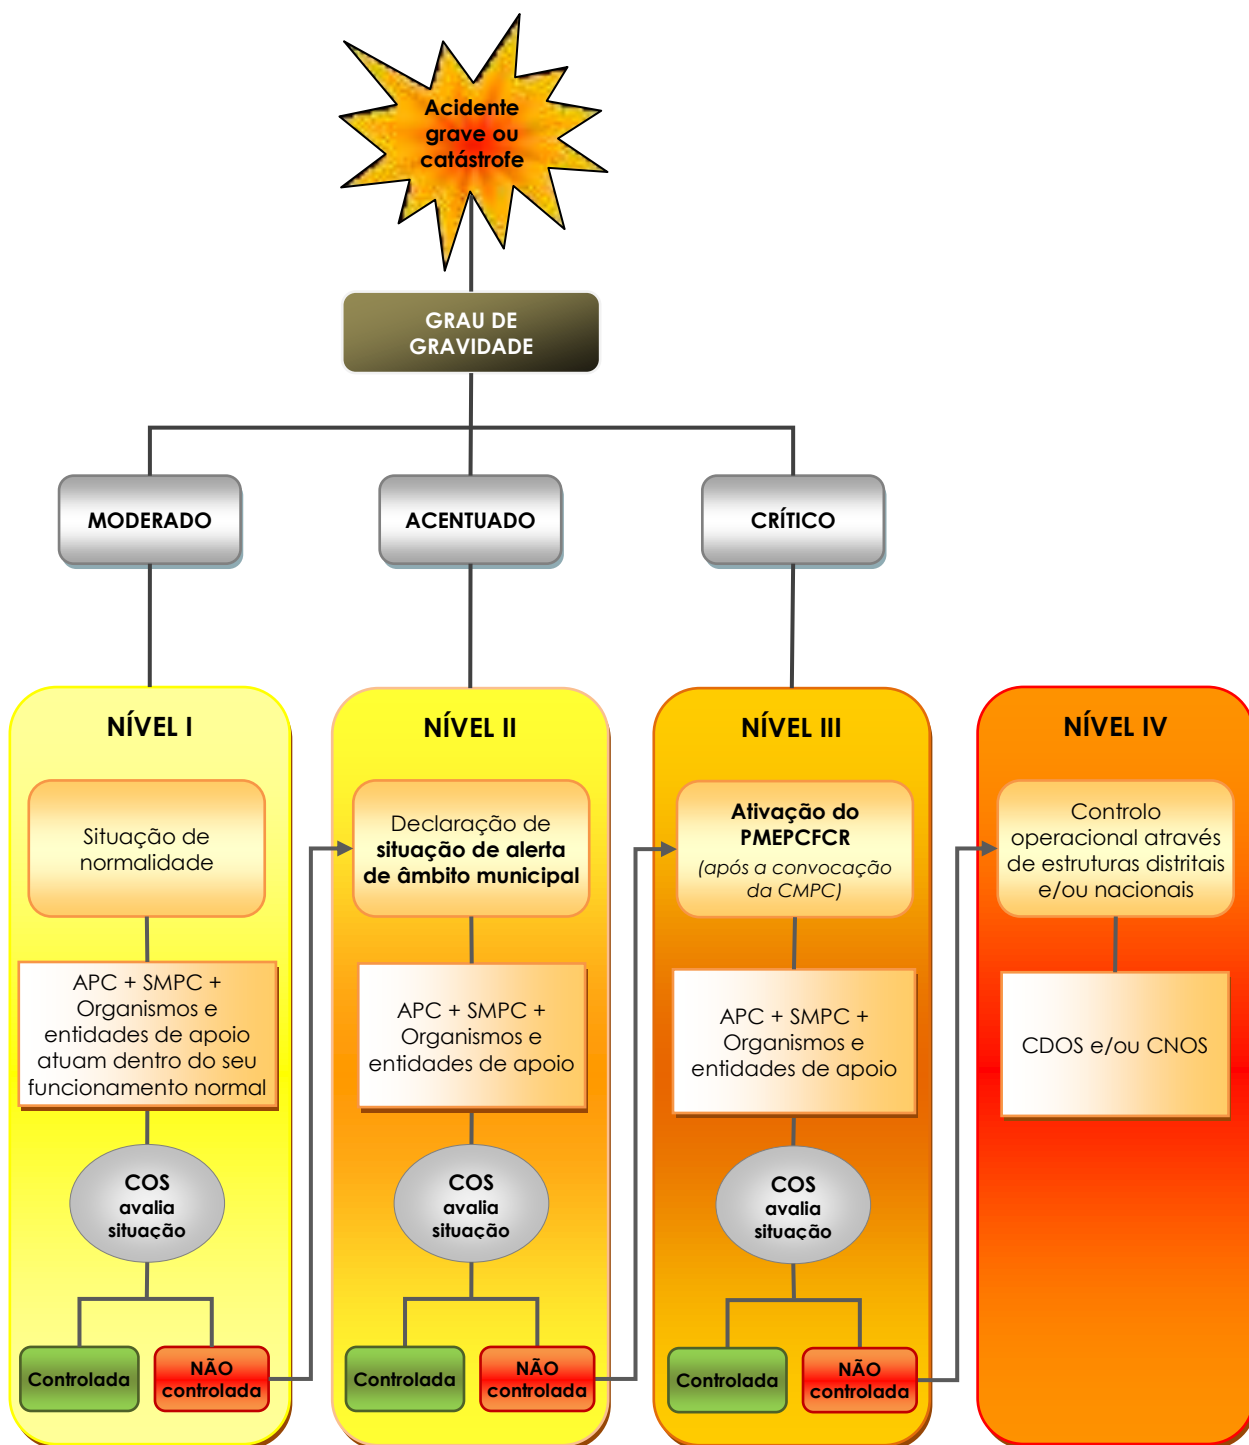 Acidente
grave ou
catástrofe
GRAU DE
GRAVIDADE
MODERADO
ACENTUADO
CRÍTICO
NÍVEL I
Situação de
normalidade
APC + SMPC +
Organismos e
entidades de apoio
atuam dentro do seu
funcionamento normal
COS
avalia
situação
Controlada
NÃO
controlada
NÍVEL II
Declaração de
situação de alerta
de âmbito municipal
APC + SMPC +
Organismos e
entidades de apoio
COS
avalia
situação
Controlada
NÃO
controlada
NÍVEL III
Ativação do
PMEPCFCR
(após a convocação
da CMPC)
APC + SMPC +
Organismos e
entidades de apoio
COS
avalia
situação
Controlada
NÃO
controlada
NÍVEL IV
Controlo
operacional através
de estruturas distritais
e/ou nacionais
CDOS e/ou CNOS